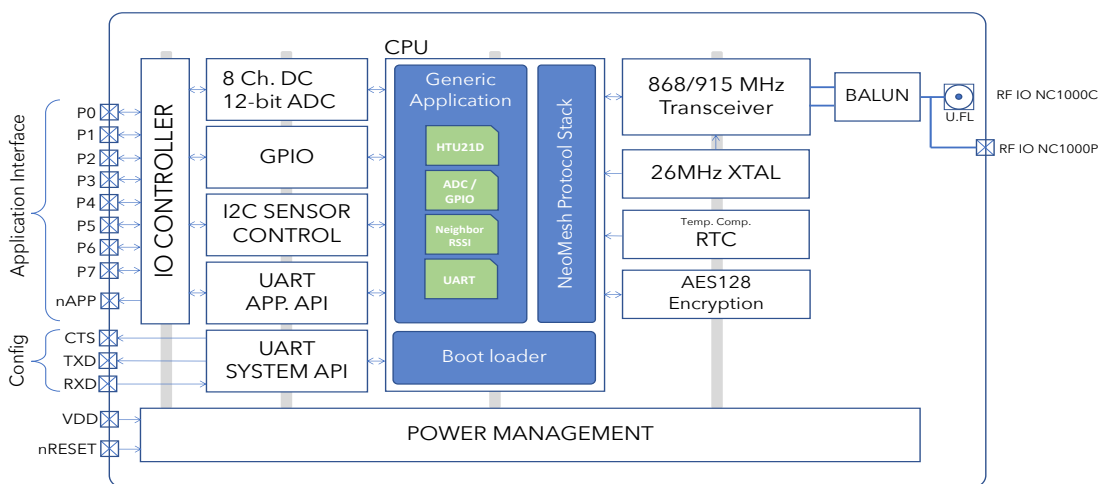 CPU
Application Interface
P0
P1
P2
P3
P4
P5
P6
P7
nAPP
Config
CTS
TXD
RXD
VDD
nRESET
IO CONTROLLER
8 Ch. DC
12-bit ADC
GPIO
I2C SENSOR
CONTROL
UART
APP. API
UART
SYSTEM API
Generic
Application
HTU21D
ADC /
GPIO
Neighbor
RSSI
UART
NeoMesh Protocol Stack
Boot loader
868/915 MHz
Transceiver
26MHz XTAL
Temp. Comp.
RTC
AES128
Encryption
BALUN
U.FL
RF IO NC1000C
RF IO NC1000P
POWER MANAGEMENT